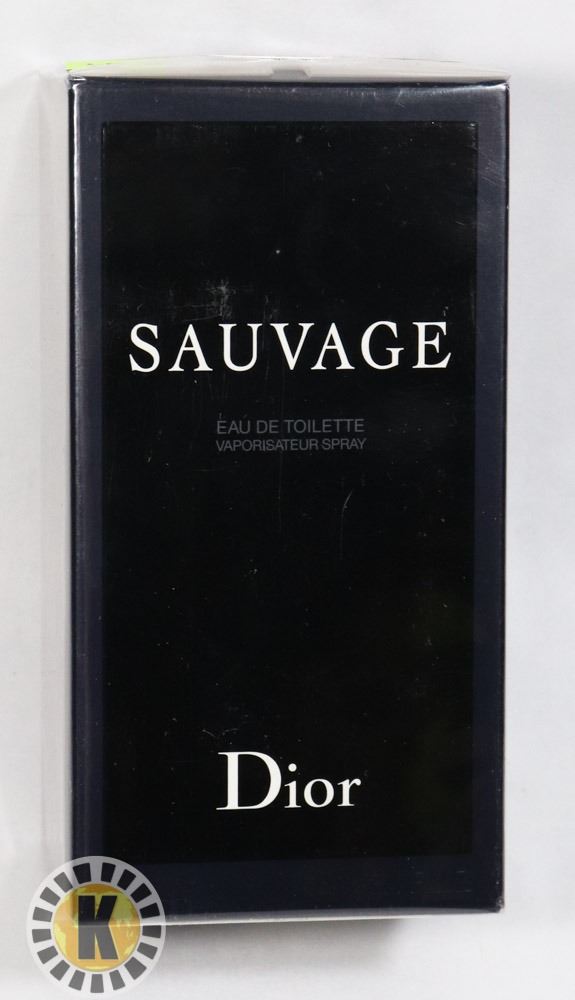 SAUVAGE
EAU DE TOILETTE
VAPORISATEUR SPRAY
Dior
K